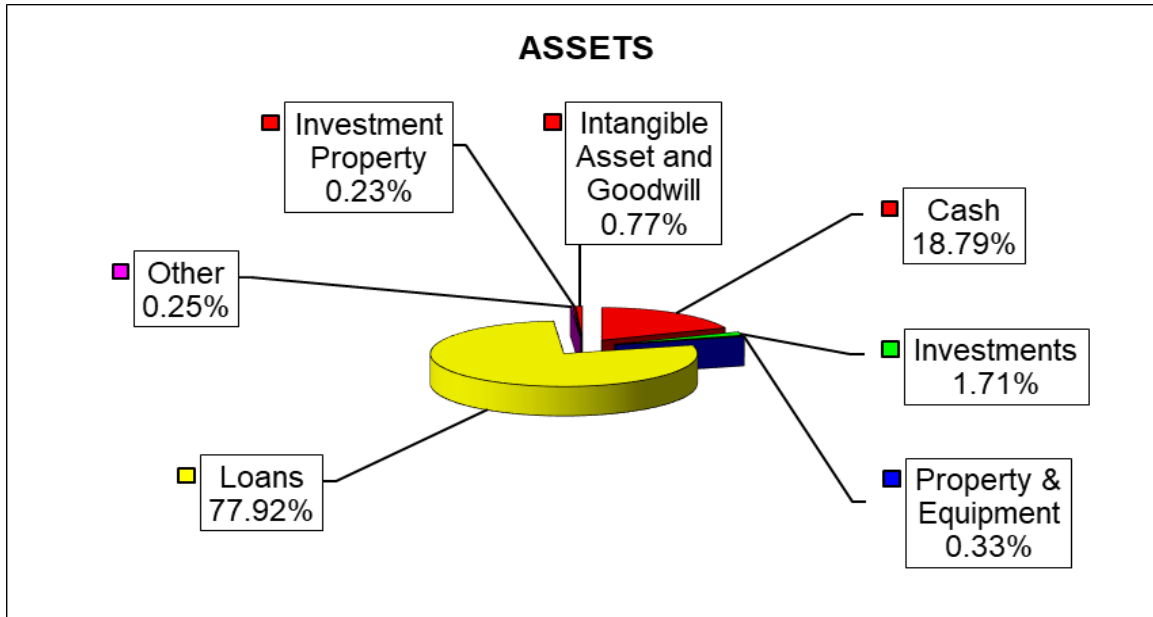 ASSETS
Investment
Property
0.23%
Intangible
Asset and
Goodwill
0.77%
Cash
18.79%
Other
0.25%
Investments
1.71%
Loans
77.92%
Property &
Equipment
0.33%